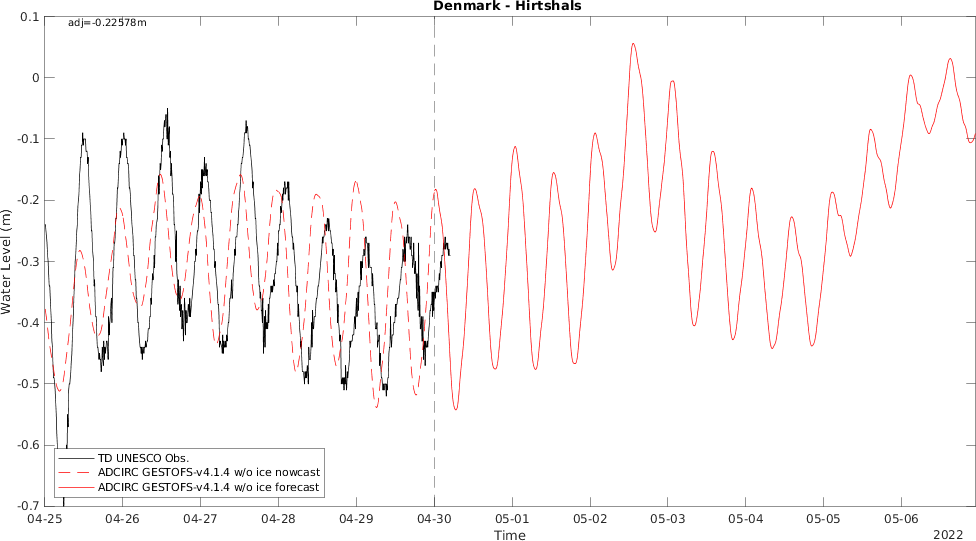 Denmark - Hirtshals
adj=-0.22578m
0.1
0
-0.1
-0.2
-0.3
-0.4
-0.5
-0.6
-0.7
Water Level (m)
TD UNESCO Obs.
ADCIRC GESTOFS-v4.1.4 w/o ice nowcast
ADCIRC GESTOFS-v4.1.4 w/o ice forecast
04-25 04-26 04-27 04-28 04-29 04-30 05-01 05-02 05-03 05-04 05-05 05-06
Time
2022